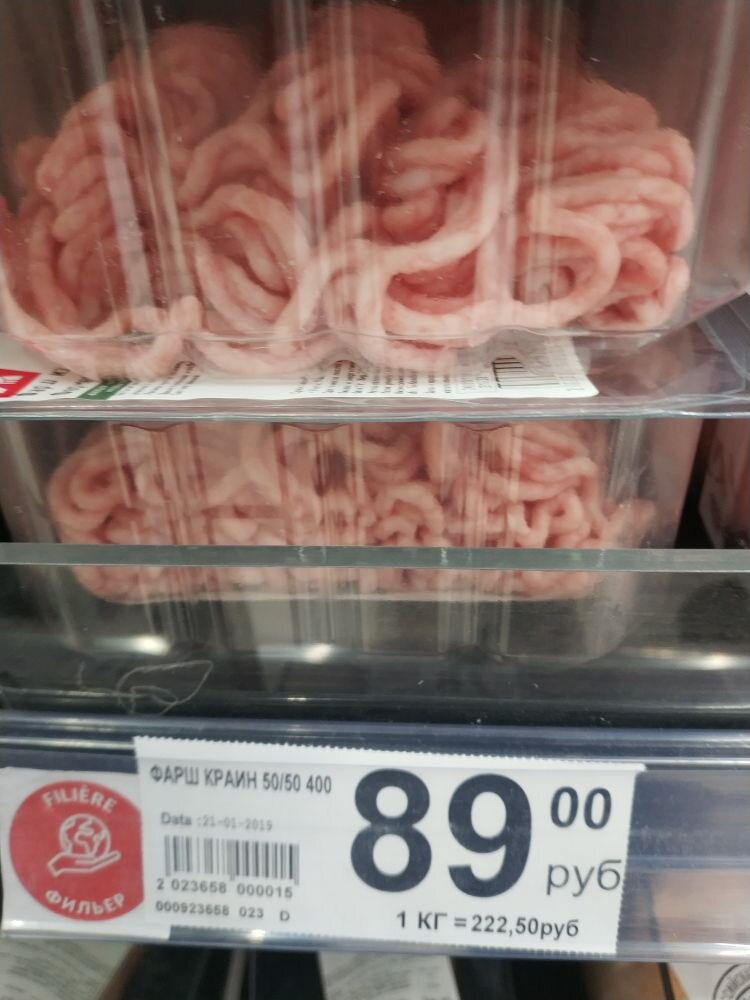 ФАРШ КРАИН 50/50 400
89 00
руб
Data :21-01-2019
2 023658 000015
000923658 023 D
1 КГ = 222,50руб
FILIÈRE
ФИЛЬЕР